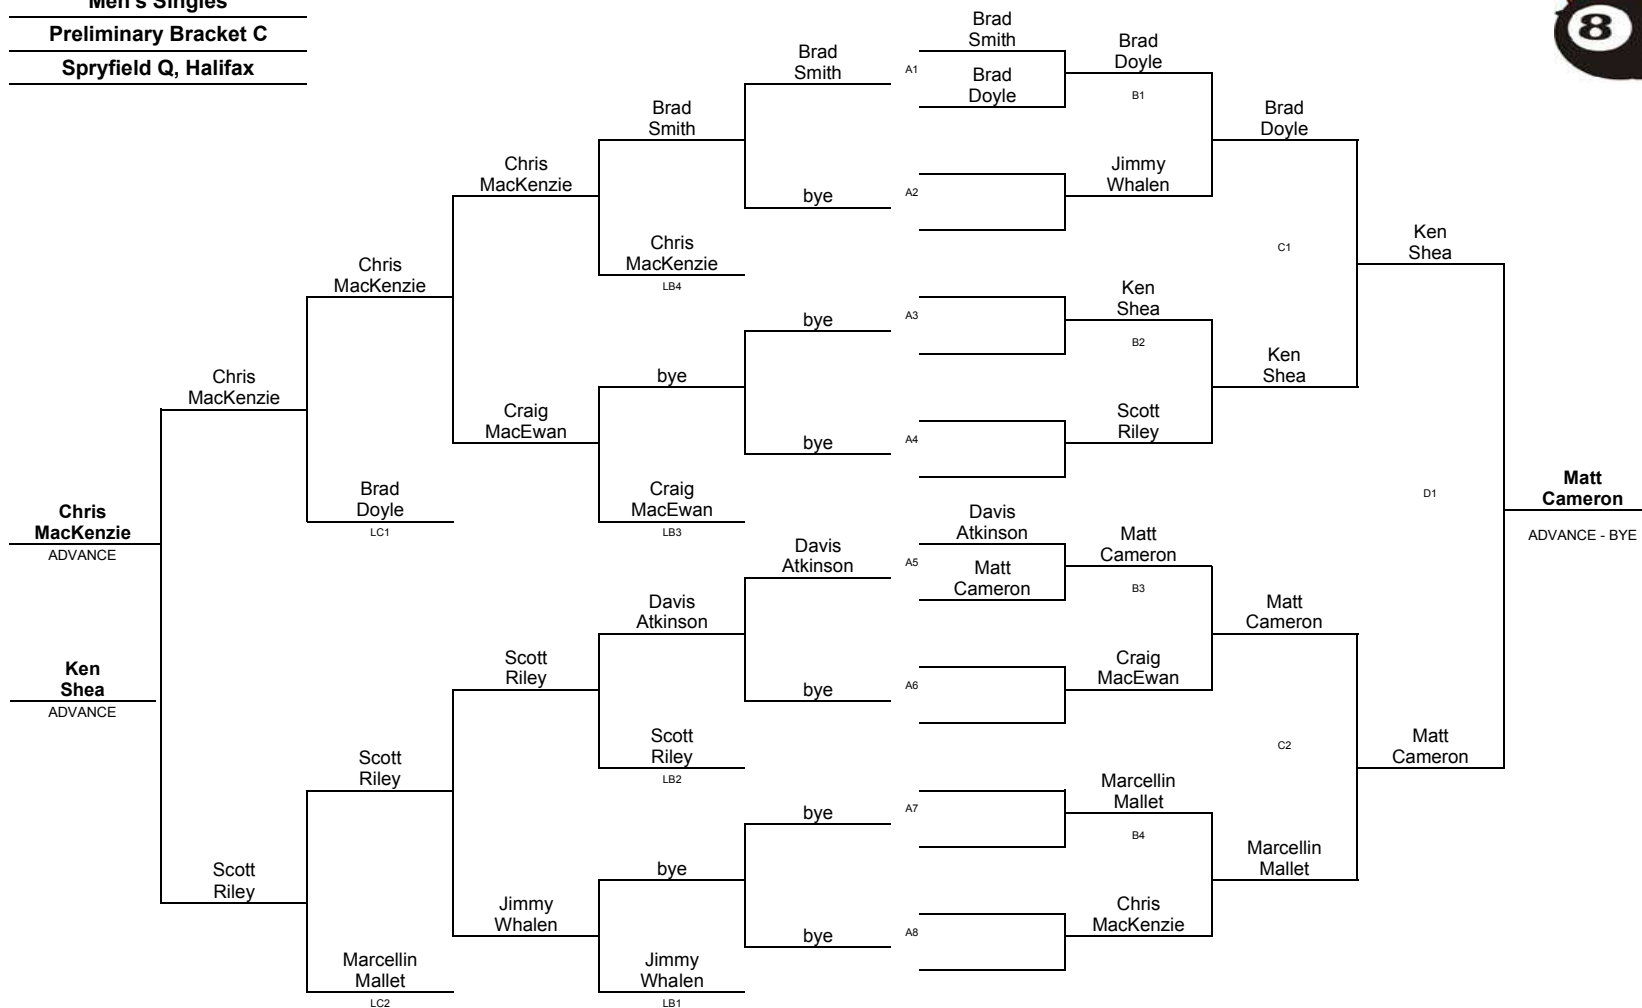 Men's Singles
Preliminary Bracket C
Spryfield Q, Halifax
8
Brad
Smith
Brad
Doyle
Brad
Smith
A1
Brad
Doyle
B1
Brad
Smith
Brad
Doyle
Chris
MacKenzie
Jimmy
Whalen
bye
A2
Chris
MacKenzie
Chris
MacKenzie
LB4
C1
Ken
Shea
bye
A3
Ken
Shea
B2
Chris
MacKenzie
bye
Ken
Shea
Craig
MacEwan
Scott
Riley
bye
A4
Chris
MacKenzie
ADVANCE
Brad
Doyle
LC1
Craig
MacEwan
LB3
D1
Matt
Cameron
ADVANCE - BYE
Davis
Atkinson
Davis
Atkinson
A5
Matt
Cameron
Matt
Cameron
B3
Davis
Atkinson
Matt
Cameron
Ken
Shea
ADVANCE
Scott
Riley
Craig
MacEwan
bye
A6
Scott
Riley
Scott
Riley
LB2
C2
Matt
Cameron
bye
A7
Marcellin
Mallet
B4
Scott
Riley
bye
Marcellin
Mallet
Jimmy
Whalen
Chris
MacKenzie
bye
A8
Marcellin
Mallet
LC2
Jimmy
Whalen
LB1